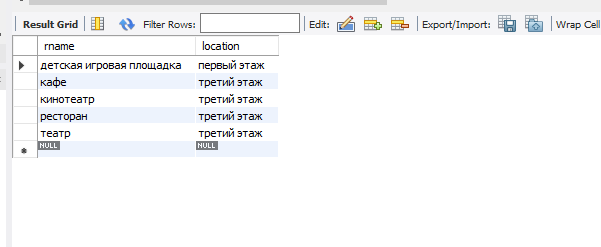 Result Grid Filter Rows: Edit: Export/Import: Wrap Cell
rname location
детская игровая площадка первый этаж
кафе третий этаж
кинотеатр третий этаж
ресторан третий этаж
театр третий этаж
NULL NULL